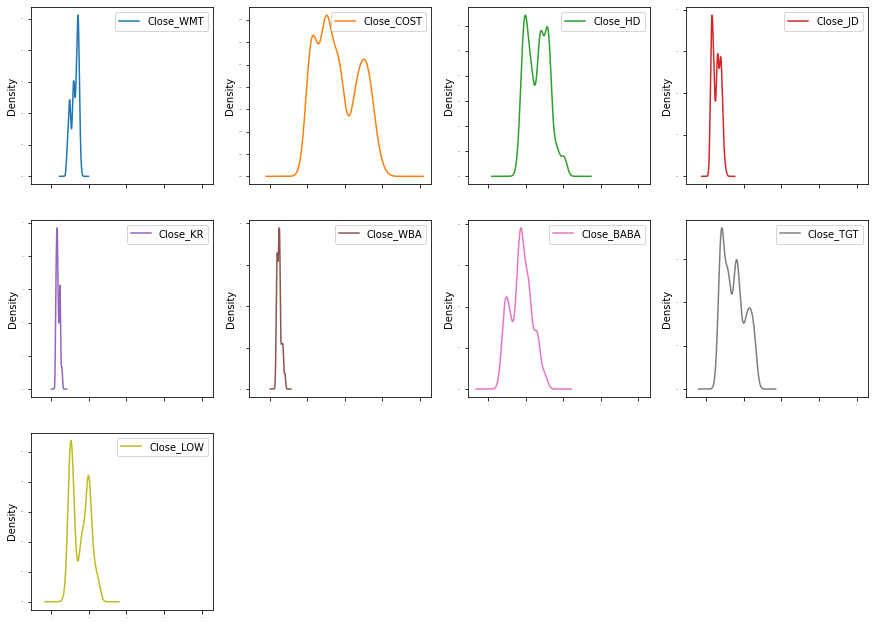 Density
Close_WMT
Density
Close_COST
Density
Close_HD
Density
Close_JD
Density
Close_KR
Density
Close_WBA
Density
Close_BABA
Density
Close_TGT
Density
Close_LOW